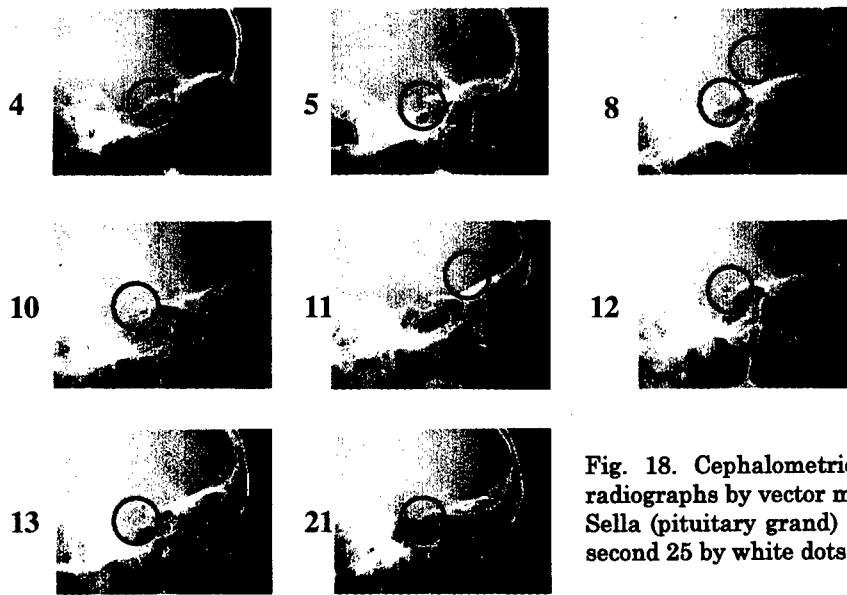 4 5 8
10 11 12
13 21
Fig. 18. Cephalometric
radiographs by vector m
Sella (pituitary grand)
second 25 by white dots